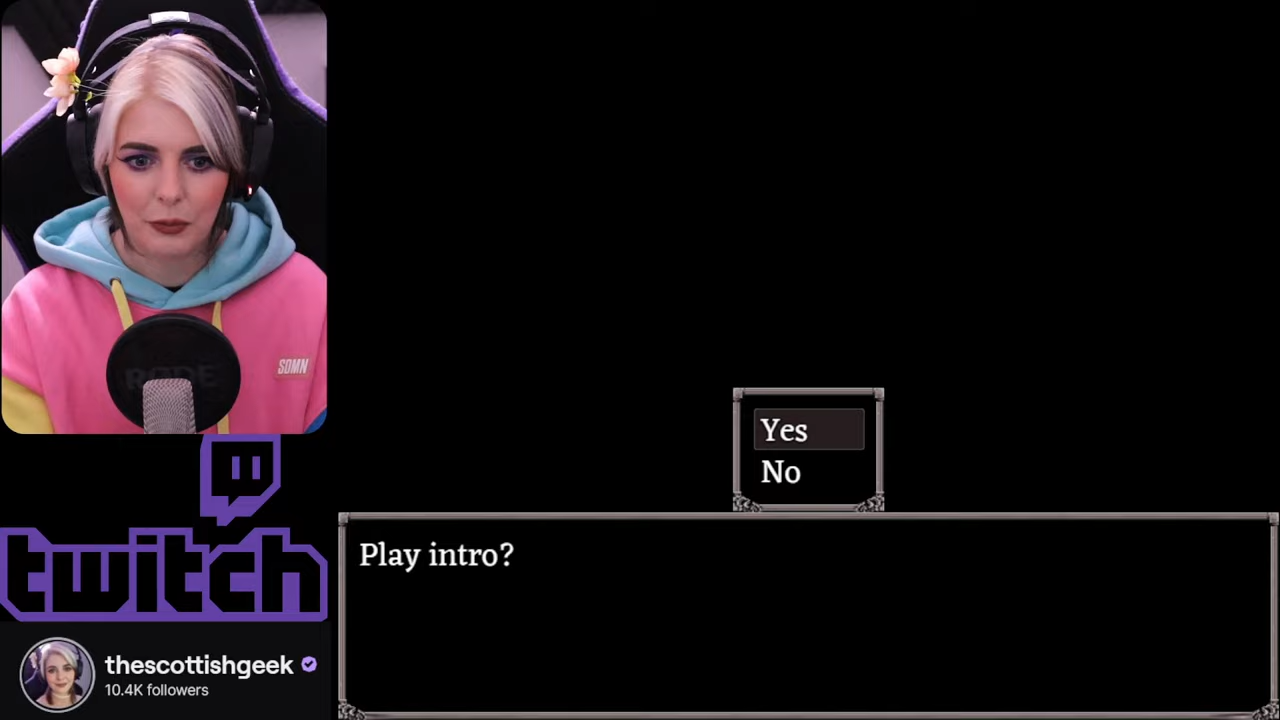 RØDE
SOMN
Yes
No
Play intro?
twitch
thescottishgeek
10.4K followers